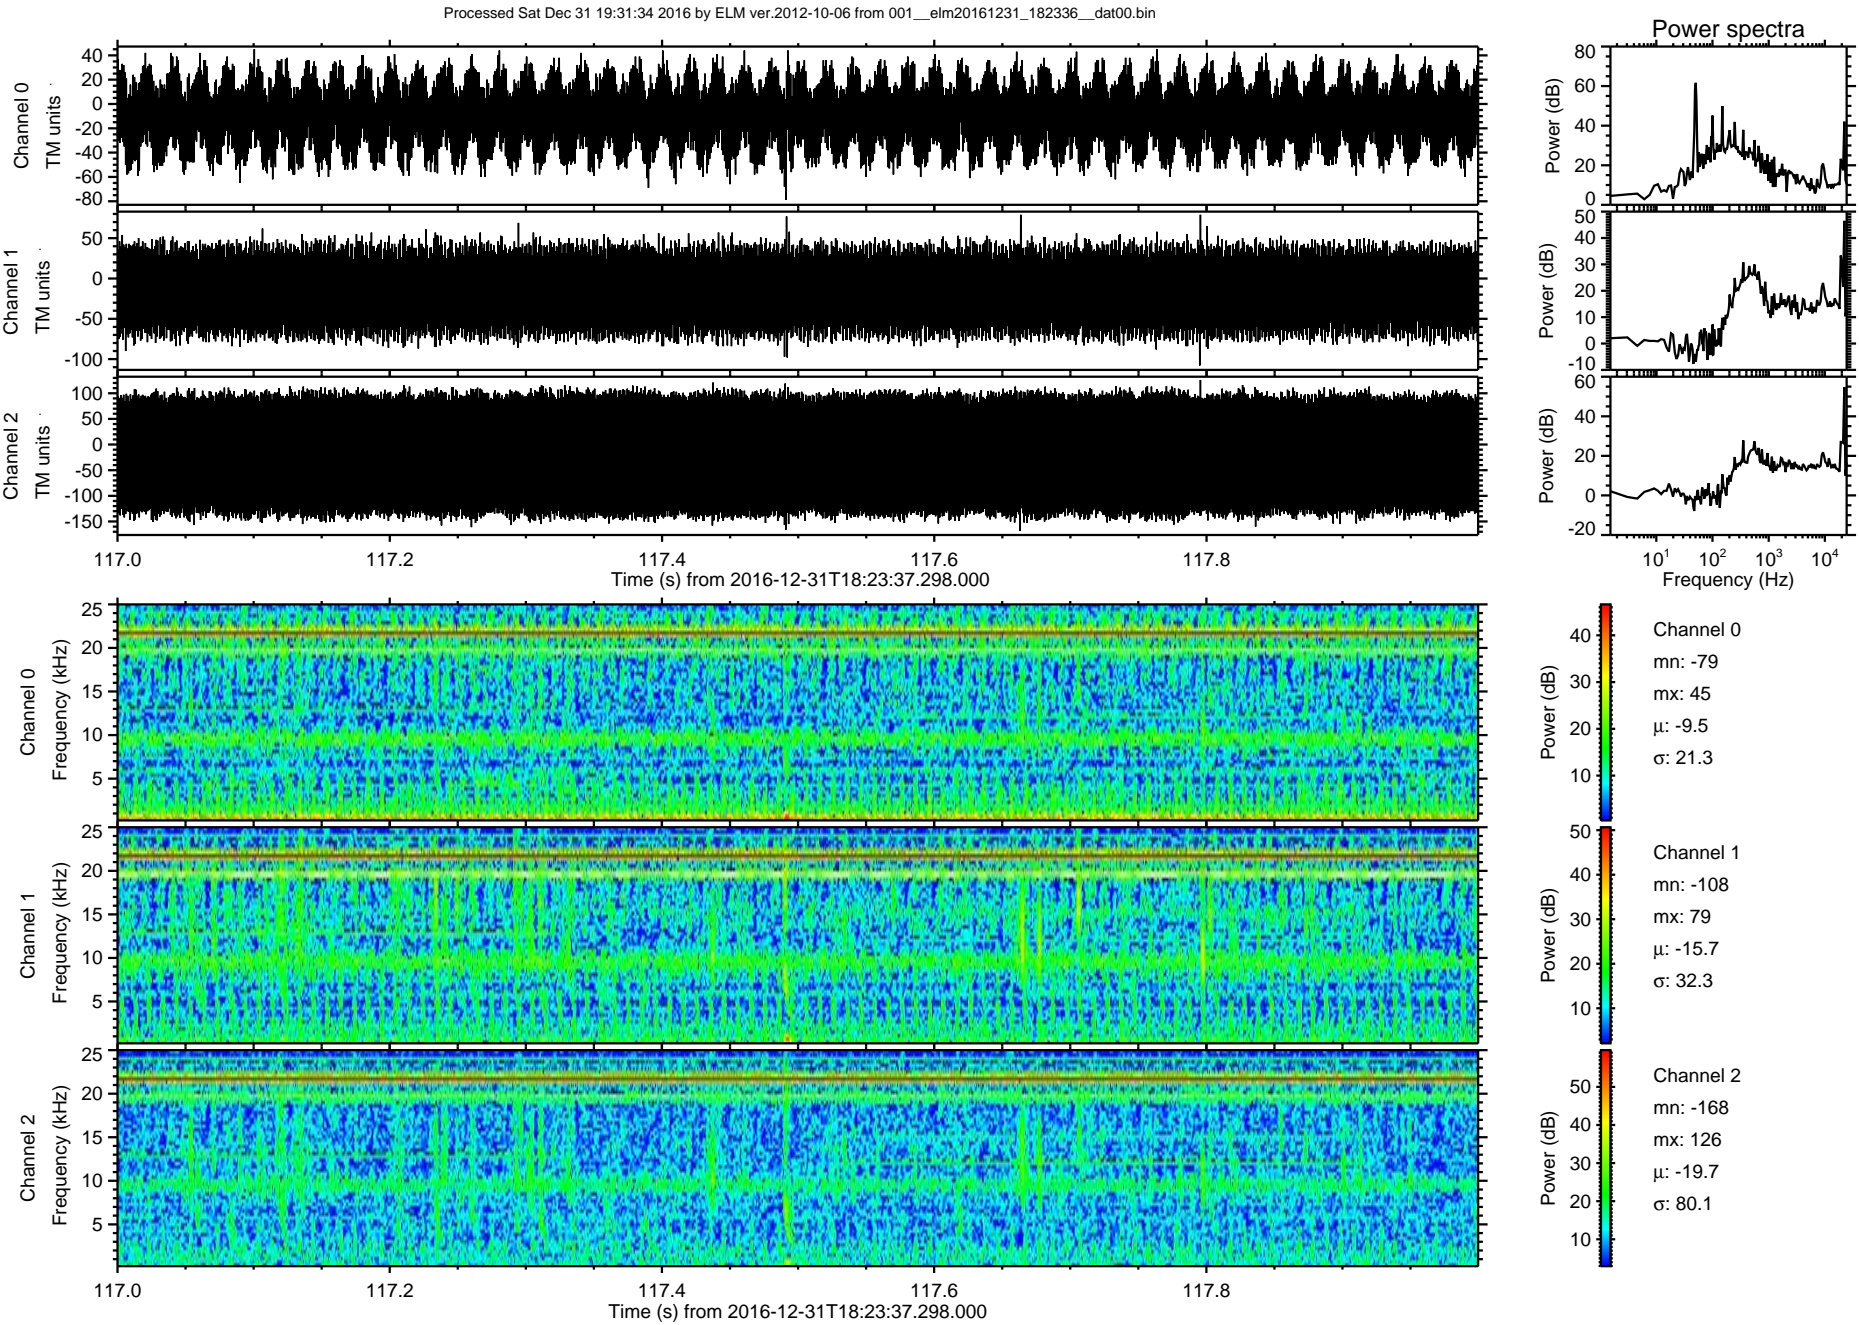 Processed Sat Dec 31 19:31:34 2016 by ELM ver.2012-10-06 from 001__elm20161231_182336__dat00.bin
Power spectra
Channel 0
TM units
40
20
0
-20
-40
-60
-80
Power (dB)
80
60
40
20
0
Channel 1
TM units
50
0
-50
-100
Power (dB)
50
40
30
20
10
0
-10
Channel 2
TM units
100
50
0
-50
-100
-150
Power (dB)
60
40
20
0
-20
117.0 117.2 117.4 117.6 117.8
Time (s) from 2016-12-31T18:23:37.298.000
10¹ 10² 10³ 10⁴
Frequency (Hz)
Channel 0
Frequency (kHz)
25
20
15
10
5
Power (dB)
40
30
20
10
Channel 0
mn: -79
mx: 45
μ: -9.5
σ: 21.3
Channel 1
Frequency (kHz)
25
20
15
10
5
Power (dB)
50
40
30
20
10
Channel 1
mn: -108
mx: 79
μ: -15.7
σ: 32.3
Channel 2
Frequency (kHz)
25
20
15
10
5
Power (dB)
50
40
30
20
10
Channel 2
mn: -168
mx: 126
μ: -19.7
σ: 80.1
117.0 117.2 117.4 117.6 117.8
Time (s) from 2016-12-31T18:23:37.298.000